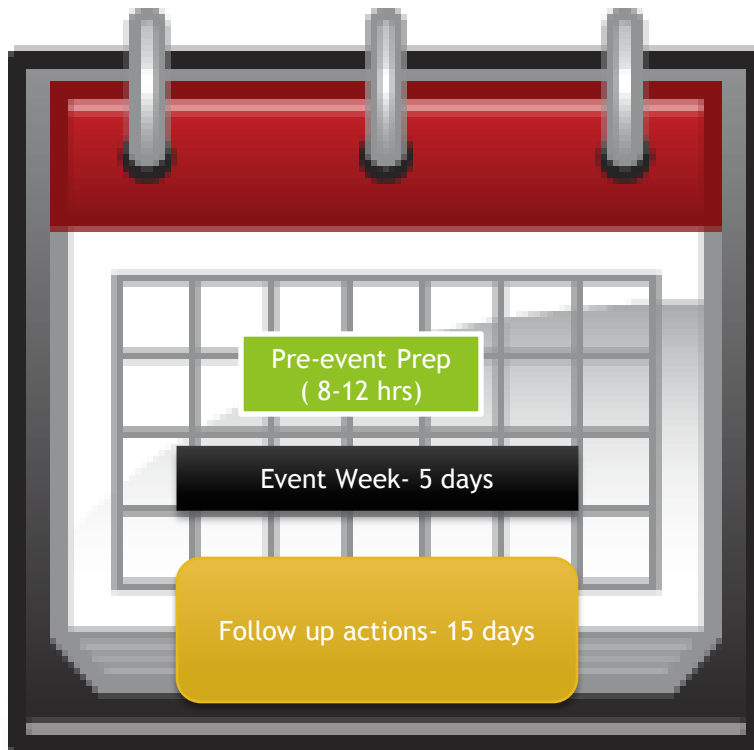 Pre-event Prep
( 8-12 hrs)
Event Week- 5 days
Follow up actions- 15 days